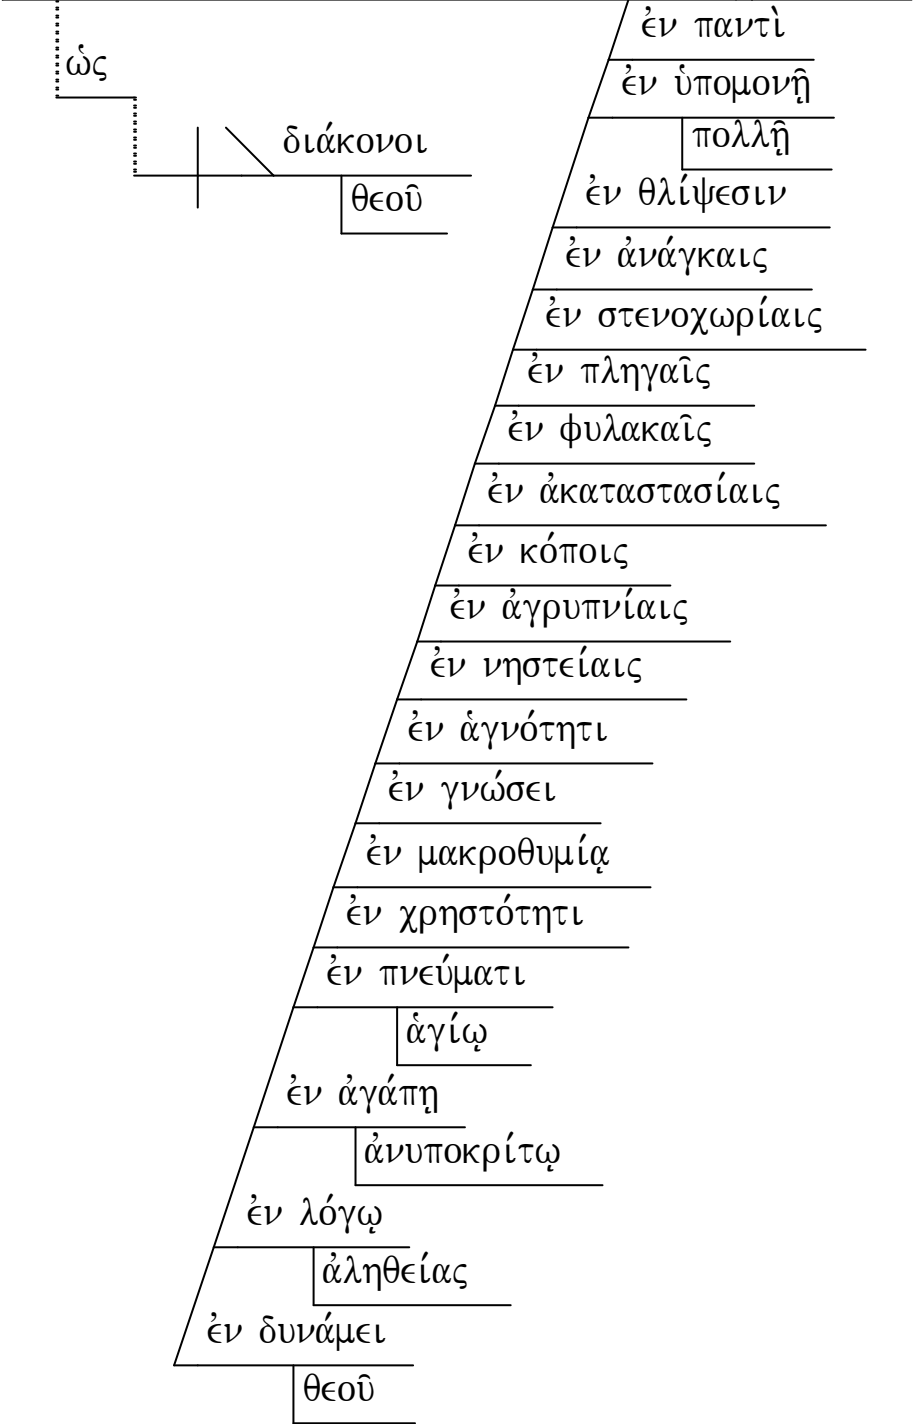 ἐν παντὶ
ὡς
ἐν ὑπομονῇ
διάκονοι
πολλῇ
θεοῦ
ἐν θλίψεσιν
ἐν ἀνάγκαις
ἐν στενοχωρίαις
ἐν πληγαῖς
ἐν φυλακαῖς
ἐν ἀκαταστασίαις
ἐν κόποις
ἐν ἀγρυπνίαις
ἐν νηστείαις
ἐν ἁγνότητι
ἐν γνώσει
ἐν μακροθυμίᾳ
ἐν χρηστότητι
ἐν πνεύματι
ἁγίῳ
ἐν ἀγάπῃ
ἀνυποκρίτῳ
ἐν λόγῳ
ἀληθείας
ἐν δυνάμει
θεοῦ